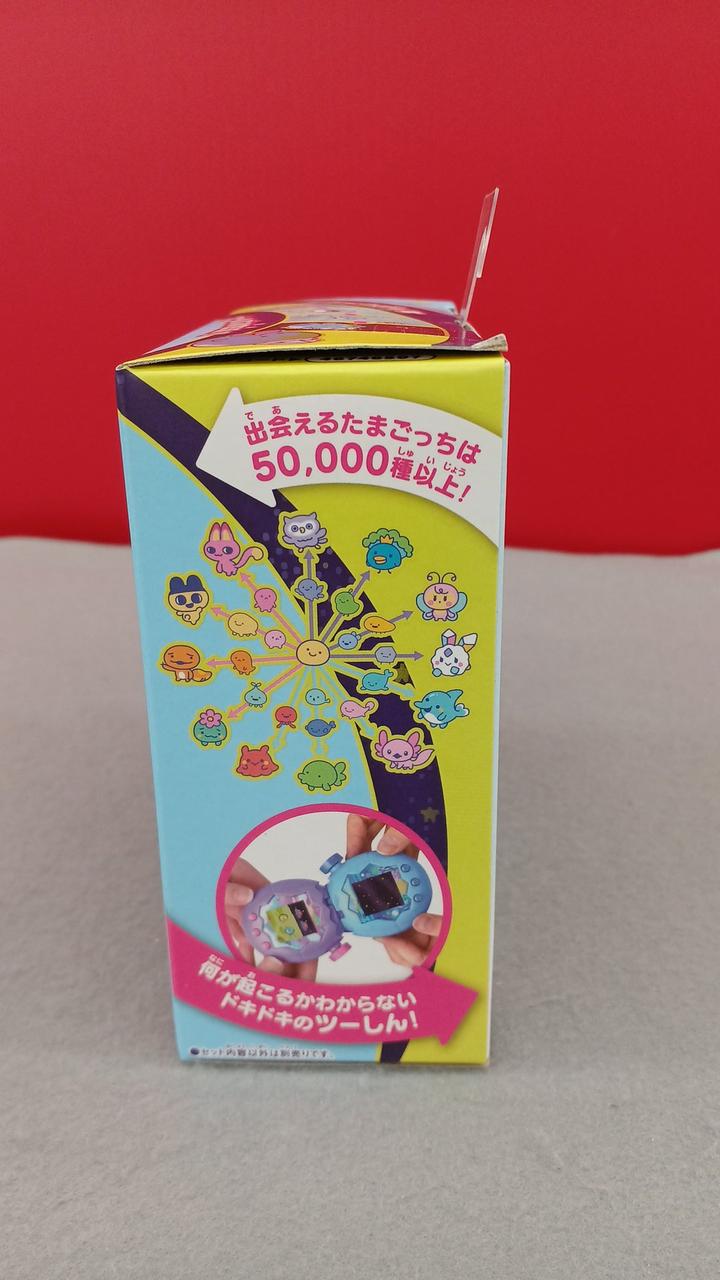 出会えるたまごっちは
50,000種以上!
何が起こるかわからない
ドキドキのツーしん!
●セット内容以外は別売りです。